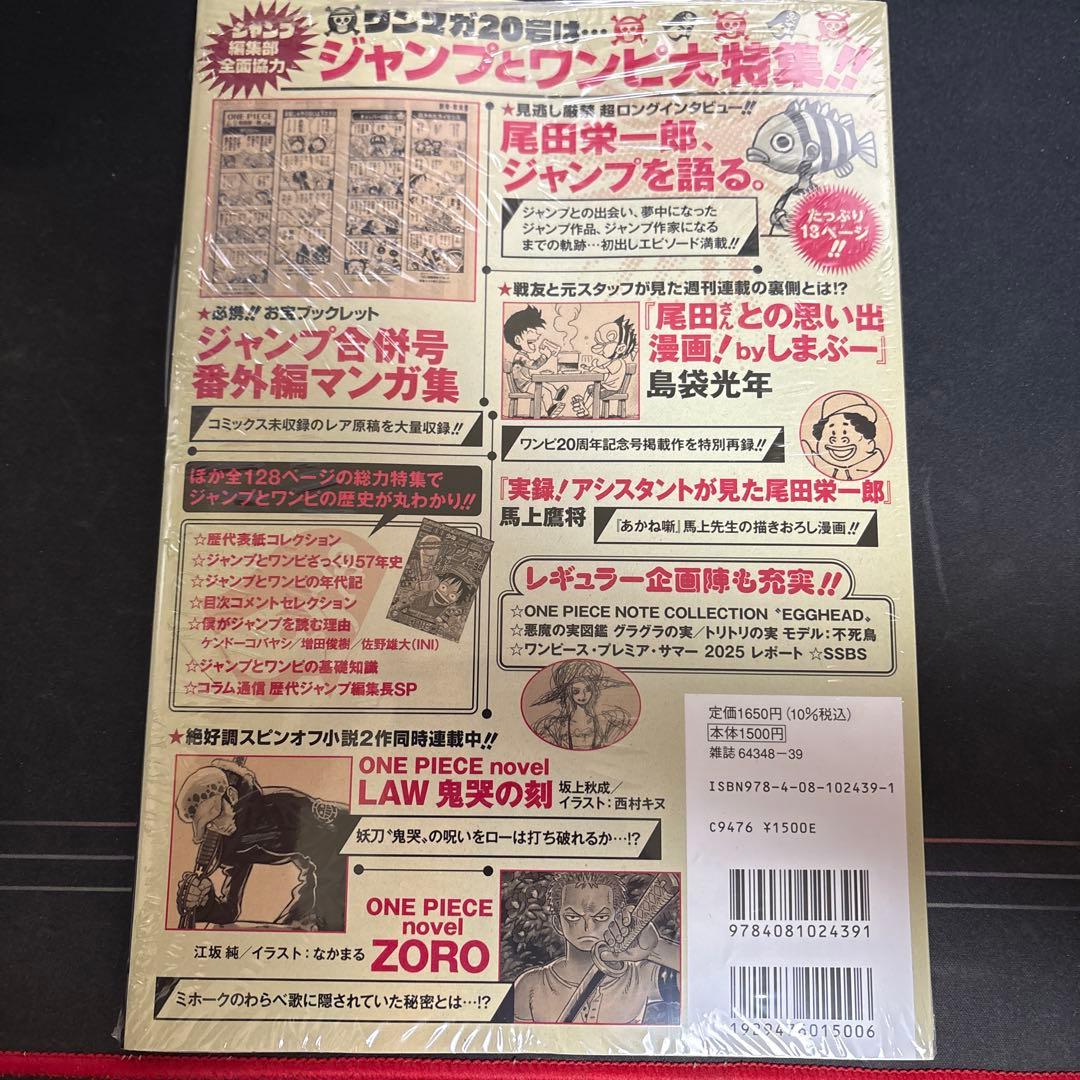 ジャンプ
編集部
全面協力
ワンマガ20号は…
ジャンプとワンピ大特集!!
ONE PIECE
★必携!! お宝ブックレット
ジャンプ合併号
番外編マンガ集
コミックス未収録のレア原稿を大量収録!!
★見逃し厳禁 超ロングインタビュー!!
尾田栄一郎、
ジャンプを語る。
ジャンプとの出会い、夢中になった
ジャンプ作品、ジャンプ作家になる
までの軌跡…初出しエピソード満載!!
たっぷり
13ページ
!!
★戦友と元スタッフが見た週刊連載の裏側とは!?
『尾田さんとの思い出
漫画!byしまぶー』
島袋光年
ワンピ20周年記念号掲載作を特別再録!!
『実録!アシスタントが見た尾田栄一郎』
馬上鷹将
『あかね噺』馬上先生の描きおろし漫画!!
ほか全128ページの総力特集で
ジャンプとワンピの歴史が丸わかり!!
☆歴代表紙コレクション
☆ジャンプとワンピざっくり57年史
☆ジャンプとワンピの年代記
☆目次コメントセレクション
☆僕がジャンプを読む理由
ケンドーコバヤシ/増田俊樹/佐野雄大(INI)
☆ジャンプとワンピの基礎知識
☆コラム通信 歴代ジャンプ編集長SP
レギュラー企画陣も充実!!
☆ONE PIECE NOTE COLLECTION〝EGGHEAD〟
☆悪魔の実図鑑 グラグラの実/トリトリの実 モデル:不死鳥
☆ワンピース・プレミア・サマー 2025 レポート ☆SSBS
★絶好調スピンオフ小説2作同時連載中!!
ONE PIECE novel
LAW 鬼哭の刻
坂上秋成/
イラスト:西村キヌ
妖刀〝鬼哭〟の呪いをローは打ち破れるか…!?
ONE PIECE
novel
ZORO
江坂 純/イラスト:なかまる
ミホークのわらべ歌に隠されていた秘密とは…!?
定価1650円(10%税込)
本体1500円
雑誌 64348-39
ISBN978-4-08-102439-1
C9476 ¥1500E
9784081024391
1929476015006